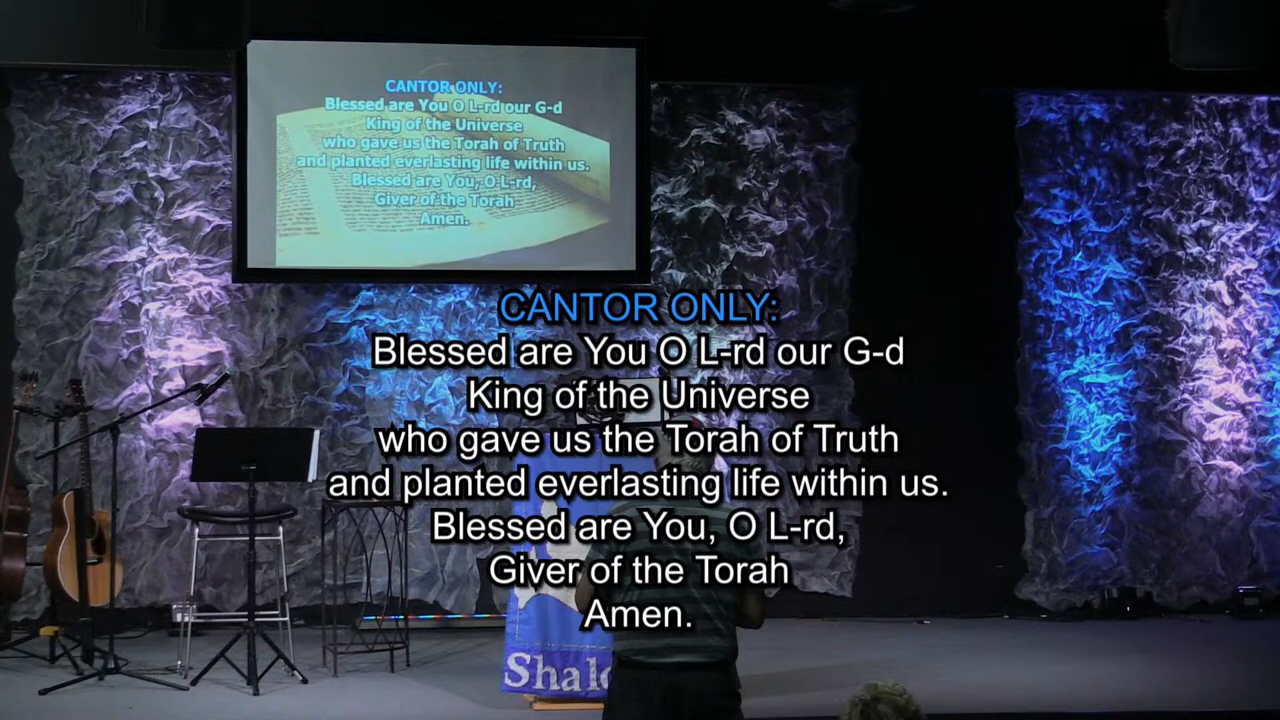 CANTOR ONLY:
Blessed are You O L-rd our G-d
King of the Universe
who gave us the Torah of Truth
and planted everlasting life within us.
Blessed are You, O L-rd,
Giver of the Torah
Amen.
CANTOR ONLY:
Blessed are You O L-rd our G-d
King of the Universe
who gave us the Torah of Truth
and planted everlasting life within us.
Blessed are You, O L-rd,
Giver of the Torah
Amen.